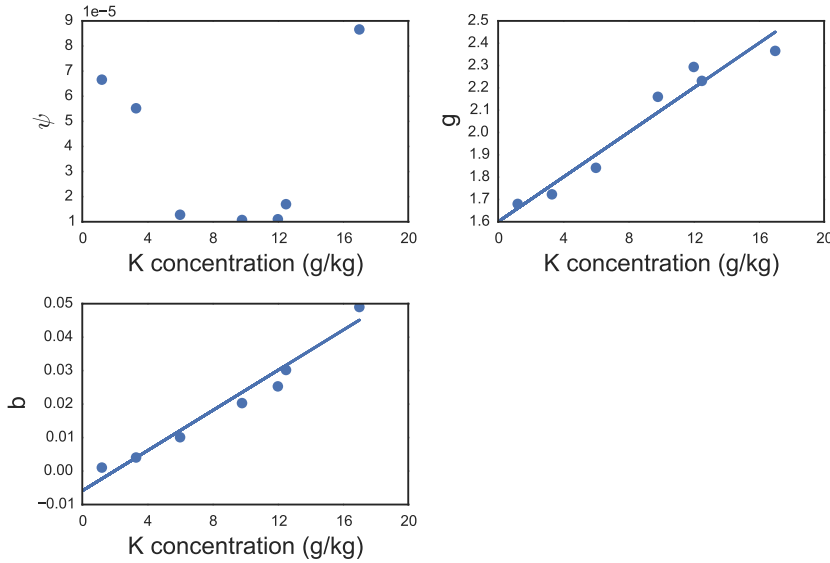 1e−5
9
8
7
6
5
4
3
2
1
ψ
0 4 8 12 16 20
K concentration (g/kg)
2.5
2.4
2.3
2.2
2.1
2.0
1.9
1.8
1.7
1.6
g
0 4 8 12 16 20
K concentration (g/kg)
0.05
0.04
0.03
0.02
0.01
0.00
−0.01
b
0 4 8 12 16 20
K concentration (g/kg)